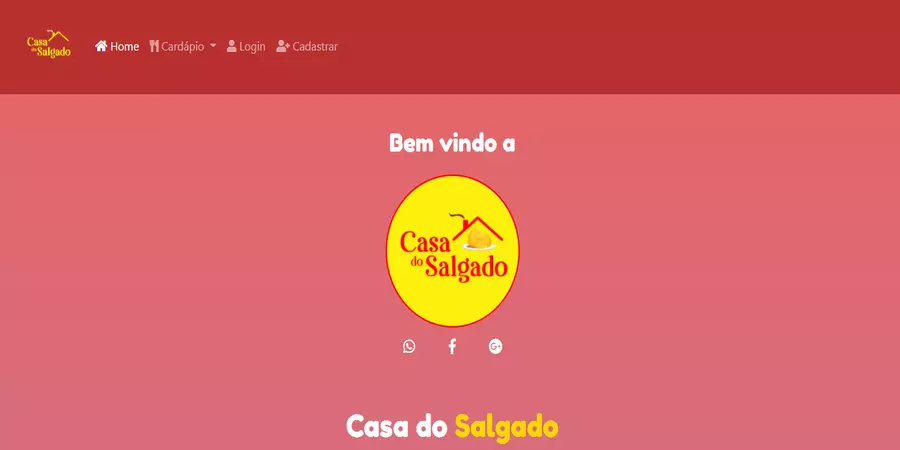 Casa
do Salgado
Home Cardápio Login Cadastrar
Bem vindo a
Casa
do Salgado
Casa do Salgado